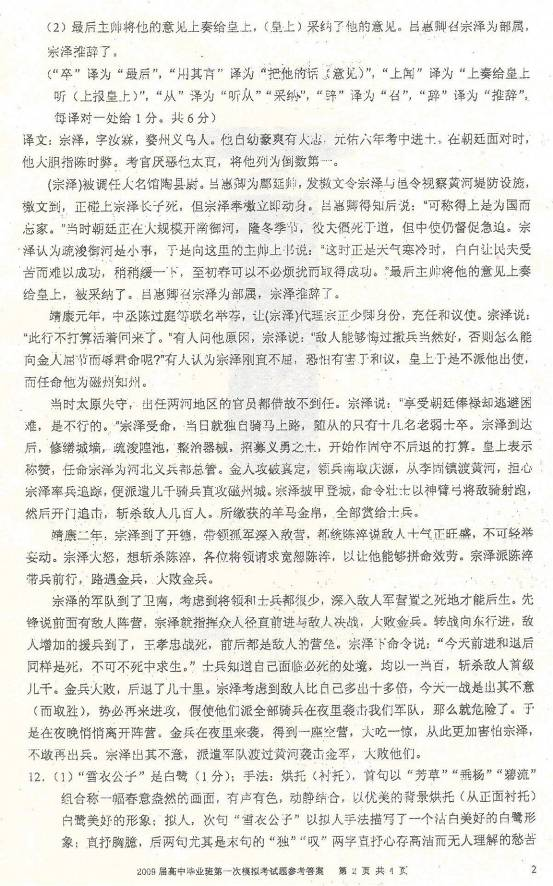 （2）最后主帅将他的意见上奏给皇上，（皇上）采纳了他的意见。吕惠卿召宗泽为部属，
宗泽推辞了。
（“卒”译为“最后”，“用其言”译为“把他的话（意见）”，“上闻”译为“上奏给皇上
听（上报皇上）”，“从”译为“听从”“采纳”，“辟”译为“召”，“辞”译为“推辞”。
每译对一处给 1 分。共 6 分）
译文：宗泽，字汝霖，婺州义乌人。他自幼豪爽有大志，元佑六年考中进士。在朝廷面对时，
他大胆指陈时弊。考官厌恶他太直，将他列为倒数第一。
(宗泽)被调任大名馆陶县尉。吕惠卿为鄜延帅，发檄文令宗泽与邑令视察黄河堤防设施，
檄文到，正碰上宗泽长子死，但宗泽奉檄立即动身。吕惠卿得知后说：“可称得上是为国而
忘家。”当时朝廷正在大规模开凿御河，隆冬季节，役夫僵死于道，但中使仍督促急迫。宗
泽认为疏浚御河是小事，于是向这里的主帅上书说：“这时正是天气寒冷时，白白让民夫受
苦而难以成功，稍稍缓一下，至初春可以不必烦扰而取得成功。”最后主帅将他的意见上奏
给皇上，被采纳了。吕惠卿召宗泽为部属，宗泽推辞了。
靖康元年，中丞陈过庭等联名举荐，让(宗泽)代理宗正少卿身份，充任和议使。宗泽说：
“此行不打算活着回来了。”有人问他原因，宗泽说：“敌人能够悔过撤兵当然好，否则怎么能
向金人屈节而辱君命呢？”有人认为宗泽刚直不屈，恐怕有害于和议，皇上于是不派他出使，
而任命他为磁州知州。
当时太原失守，出任两河地区的官员都借故不到任。宗泽说：“享受朝廷俸禄却逃避困
难，是不行的。”宗泽受命，当日就独自骑马上路，随从的只有十几名老弱士卒。宗泽到达
后，修缮城墙，疏浚隍池，整治器械，招募义勇之士，开始作固守不后退的打算。皇上表示
称赞，任命宗泽为河北义兵都总管。金人攻破真定，领兵南取庆源，从李固镇渡黄河，担心
宗泽率兵追踪，便派遣几千骑兵直攻磁州城。宗泽披甲登城，命令壮士以神臂弓将敌骑射跑，
然后开门追击，斩杀敌人几百人。所缴获的羊马金帛，全部赏给士兵。
靖康二年，宗泽到了开德，带领孤军深入敌营，都统陈淬说敌人士气正旺盛，不可轻举
妄动。宗泽大怒，想斩杀陈淬，各位将领请求宽恕陈淬，以让他能够拼命效劳。宗泽派陈淬
带兵前行，路遇金兵，大败金兵。
宗泽的军队到了卫南，考虑到将领和士兵都很少，深入敌人军营置之死地才能后生。先
锋说前面有敌人阵营，宗泽就指挥众人径直前进与敌人决战，大败金兵。转战向东行进，敌
人增加的援兵到了，王孝忠战死，前后都是敌人的营垒。宗泽下命令说：“今天前进和退后
同样是死，不可不死中求生。”士兵知道自己面临必死的处境，均以一当百，斩杀敌人首级
几千。金兵大败，后退了几十里。宗泽考虑到敌人比自己多出十多倍，今天一战是出其不意
（而取胜），势必再来进攻，假使他们派全部骑兵在夜里袭击我们军队，那么就危险了。于
是在夜晚悄悄离开阵营。金兵在夜里来袭，得到一座空营，大吃一惊，从此更加害怕宗泽，
不敢再出兵。宗泽出其不意，派遣军队渡过黄河袭击金军，大败他们。
12．（1）“雪衣公子”是白鹭（1 分）；手法：烘托（衬托），首句以“芳草”“垂杨”“碧流”
组合称一幅春意盎然的画面，有声有色，动静结合，以优美的背景烘托（从正面衬托）
白鹭美好的形象；拟人，次句“雪衣公子”以拟人手法描写了一个沾白美好的白鹭形
象；直抒胸臆，后两句尤其是末句的“独”“叹”两字直抒心存高洁而无人理解的愁苦
2009 届高中毕业班第一次模拟考试题参考答案 第 2 页 共 4 页
2